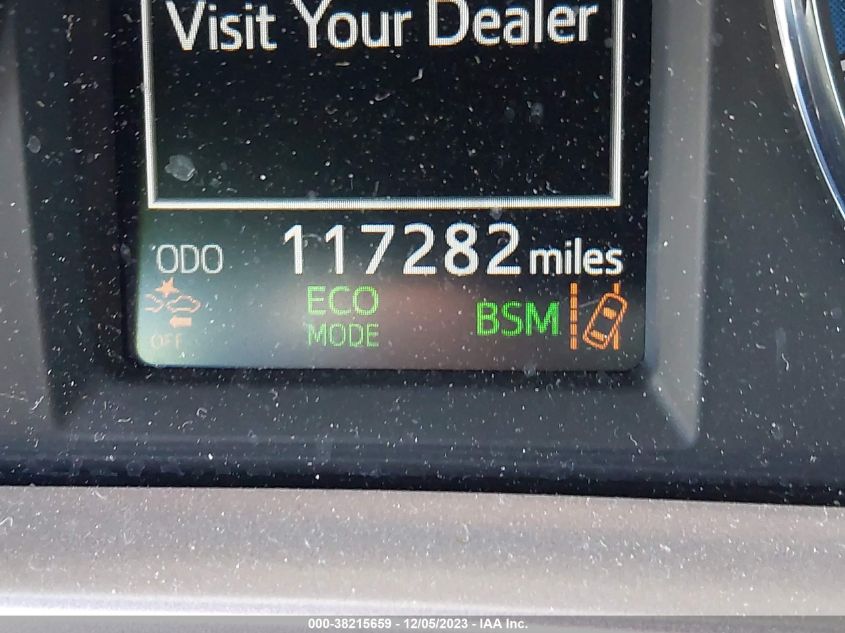 Visit Your Dealer
ODO 117282 miles
ECO
MODE
BSM
OFF
000-38215659 - 12/05/2023 - IAA Inc.